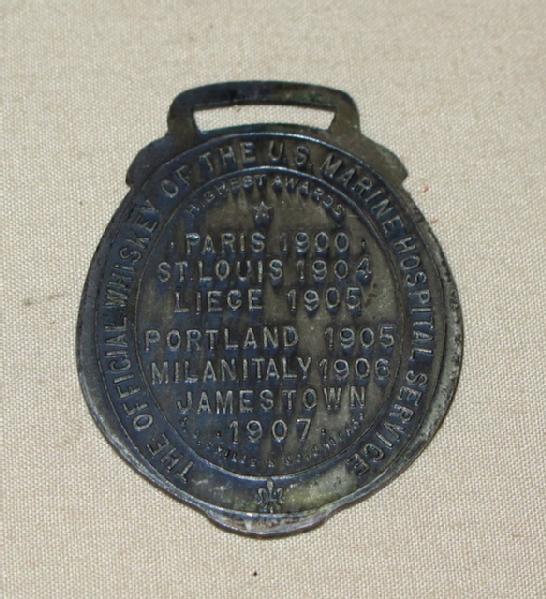 THE OFFICIAL WHISKEY OF THE U.S. MARINE HOSPITAL SERVICE
HIGHEST AWARDS
PARIS 1900
ST. LOUIS 1904
LIEGE 1905
PORTLAND 1905
MILAN ITALY 1906
JAMESTOWN
1907